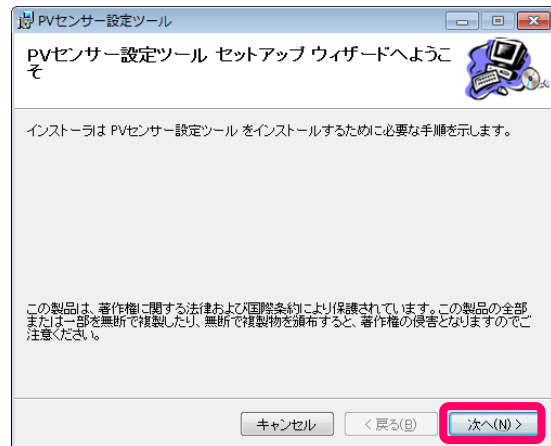 PVセンサー設定ツール
PVセンサー設定ツール セットアップ ウィザードへようこ
そ
インストーラは PVセンサー設定ツール をインストールするために必要な手順を示します。
この製品は、著作権に関する法律および国際条約により保護されています。この製品の全部
または一部を無断で複製したり、無断で複製物を頒布すると、著作権の侵害となりますのでご
注意ください。
キャンセル
< 戻る(B)
次へ(N) >